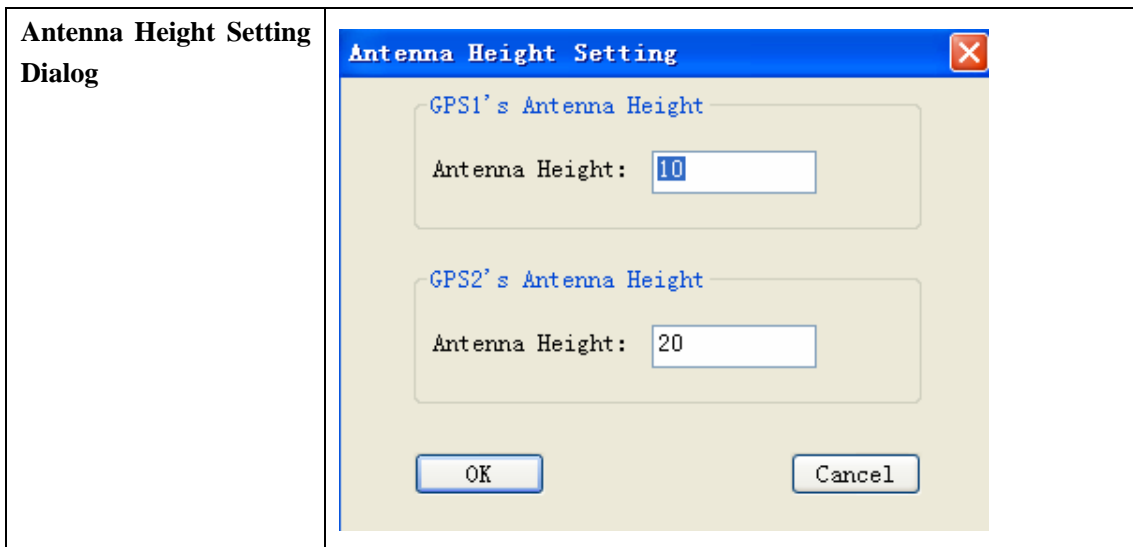 Antenna Height Setting
Dialog
Antenna Height Setting
GPS1's Antenna Height
Antenna Height: 10
GPS2's Antenna Height
Antenna Height: 20
OK Cancel